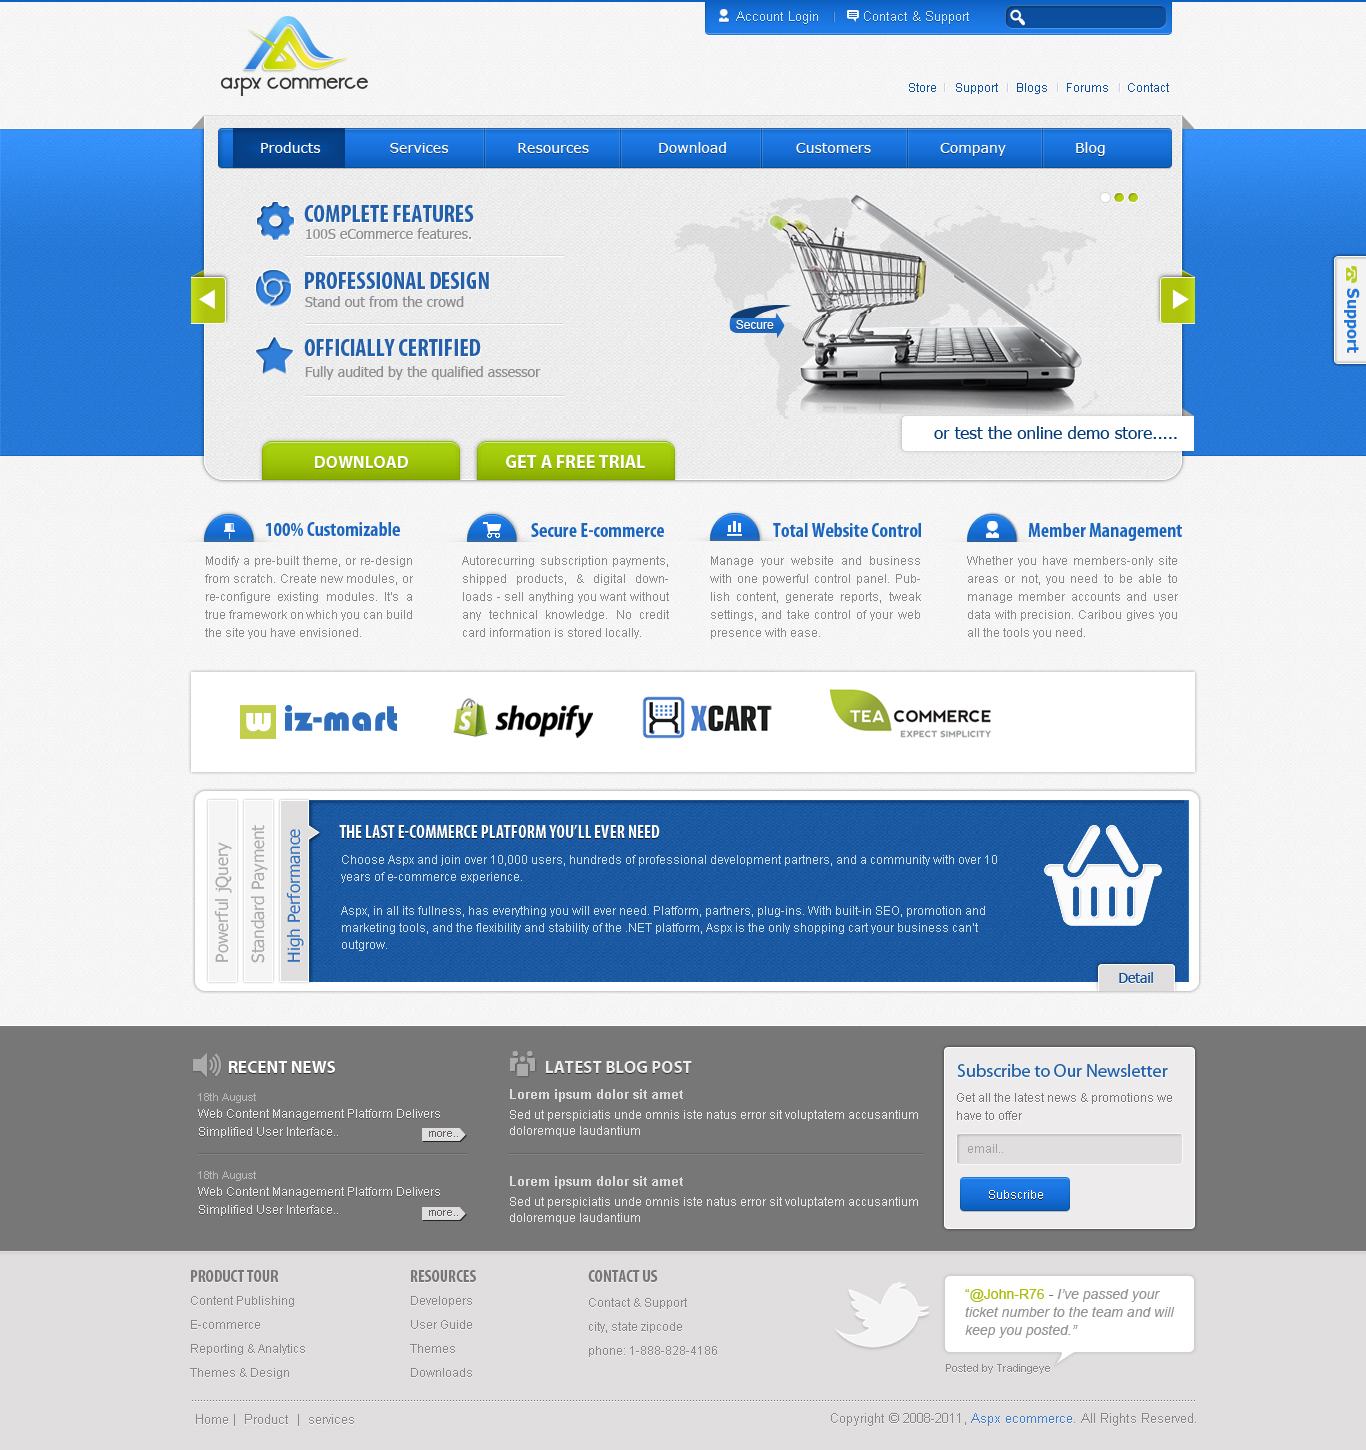 Account Login
Contact & Support
aspx commerce
Store
Support
Blogs
Forums
Contact
Products
Services
Resources
Download
Customers
Company
Blog
COMPLETE FEATURES
100S eCommerce features.
PROFESSIONAL DESIGN
Stand out from the crowd
OFFICIALLY CERTIFIED
Fully audited by the qualified assessor
Secure
Support
or test the online demo store.....
DOWNLOAD
GET A FREE TRIAL
100% Customizable
Modify a pre-built theme, or re-design
from scratch. Create new modules, or
re-configure existing modules. It's a
true framework on which you can build
the site you have envisioned.
Secure E-commerce
Autorecurring subscription payments,
shipped products, & digital down-
loads - sell anything you want without
any technical knowledge. No credit
card information is stored locally.
Total Website Control
Manage your website and business
with one powerful control panel. Pub-
lish content, generate reports, tweak
settings, and take control of your web
presence with ease.
Member Management
Whether you have members-only site
areas or not, you need to be able to
manage member accounts and user
data with precision. Caribou gives you
all the tools you need.
w iz-mart
S shopify
XCART
TEA COMMERCE
EXPECT SIMPLICITY
Powerful jQuery
Standard Payment
High Performance
THE LAST E-COMMERCE PLATFORM YOU'LL EVER NEED
Choose Aspx and join over 10,000 users, hundreds of professional development partners, and a community with over 10
years of e-commerce experience.
Aspx, in all its fullness, has everything you will ever need. Platform, partners, plug-ins. With built-in SEO, promotion and
marketing tools, and the flexibility and stability of the .NET platform, Aspx is the only shopping cart your business can't
outgrow.
Detail
RECENT NEWS
18th August
Web Content Management Platform Delivers
Simplified User Interface..
more..
18th August
Web Content Management Platform Delivers
Simplified User Interface..
more..
LATEST BLOG POST
Lorem ipsum dolor sit amet
Sed ut perspiciatis unde omnis iste natus error sit voluptatem accusantium
doloremque laudantium
Lorem ipsum dolor sit amet
Sed ut perspiciatis unde omnis iste natus error sit voluptatem accusantium
doloremque laudantium
Subscribe to Our Newsletter
Get all the latest news & promotions we
have to offer
email..
Subscribe
PRODUCT TOUR
Content Publishing
E-commerce
Reporting & Analytics
Themes & Design
RESOURCES
Developers
User Guide
Themes
Downloads
CONTACT US
Contact & Support
city, state zipcode
phone: 1-888-828-4186
“@John-R76 - I’ve passed your
ticket number to the team and will
keep you posted.”
Posted by Tradingeye
Home | Product | services
Copyright © 2008-2011, Aspx ecommerce. All Rights Reserved.